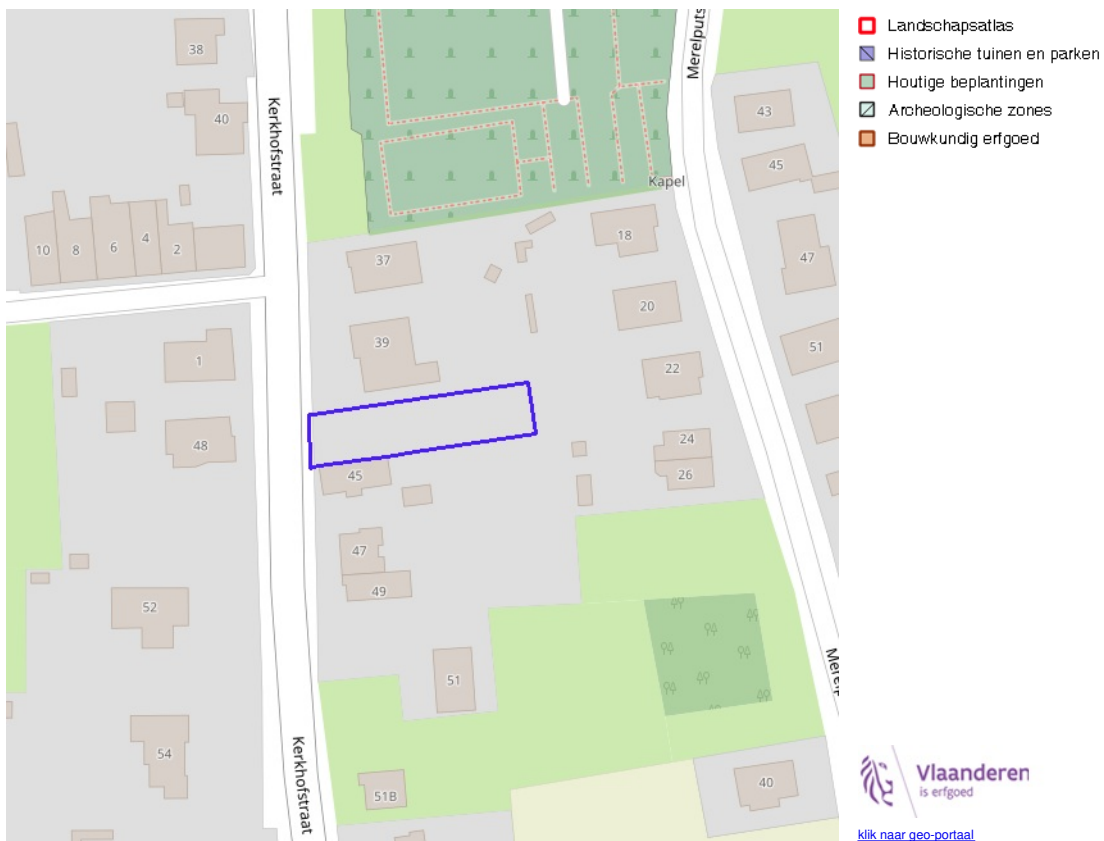 38
40
Kerkhofstraat
10
8
6
4
2
Merelputs
43
45
Kapel
47
18
37
20
39
51
22
1
48
45
24
26
47
49
52
51
54
Kerkhofstraat
51B
40
Merelp
Landschapsatlas
Historische tuinen en parken
Houtige beplantingen
Archeologische zones
Bouwkundig erfgoed
Vlaanderen
is erfgoed
klik naar geo-portaal